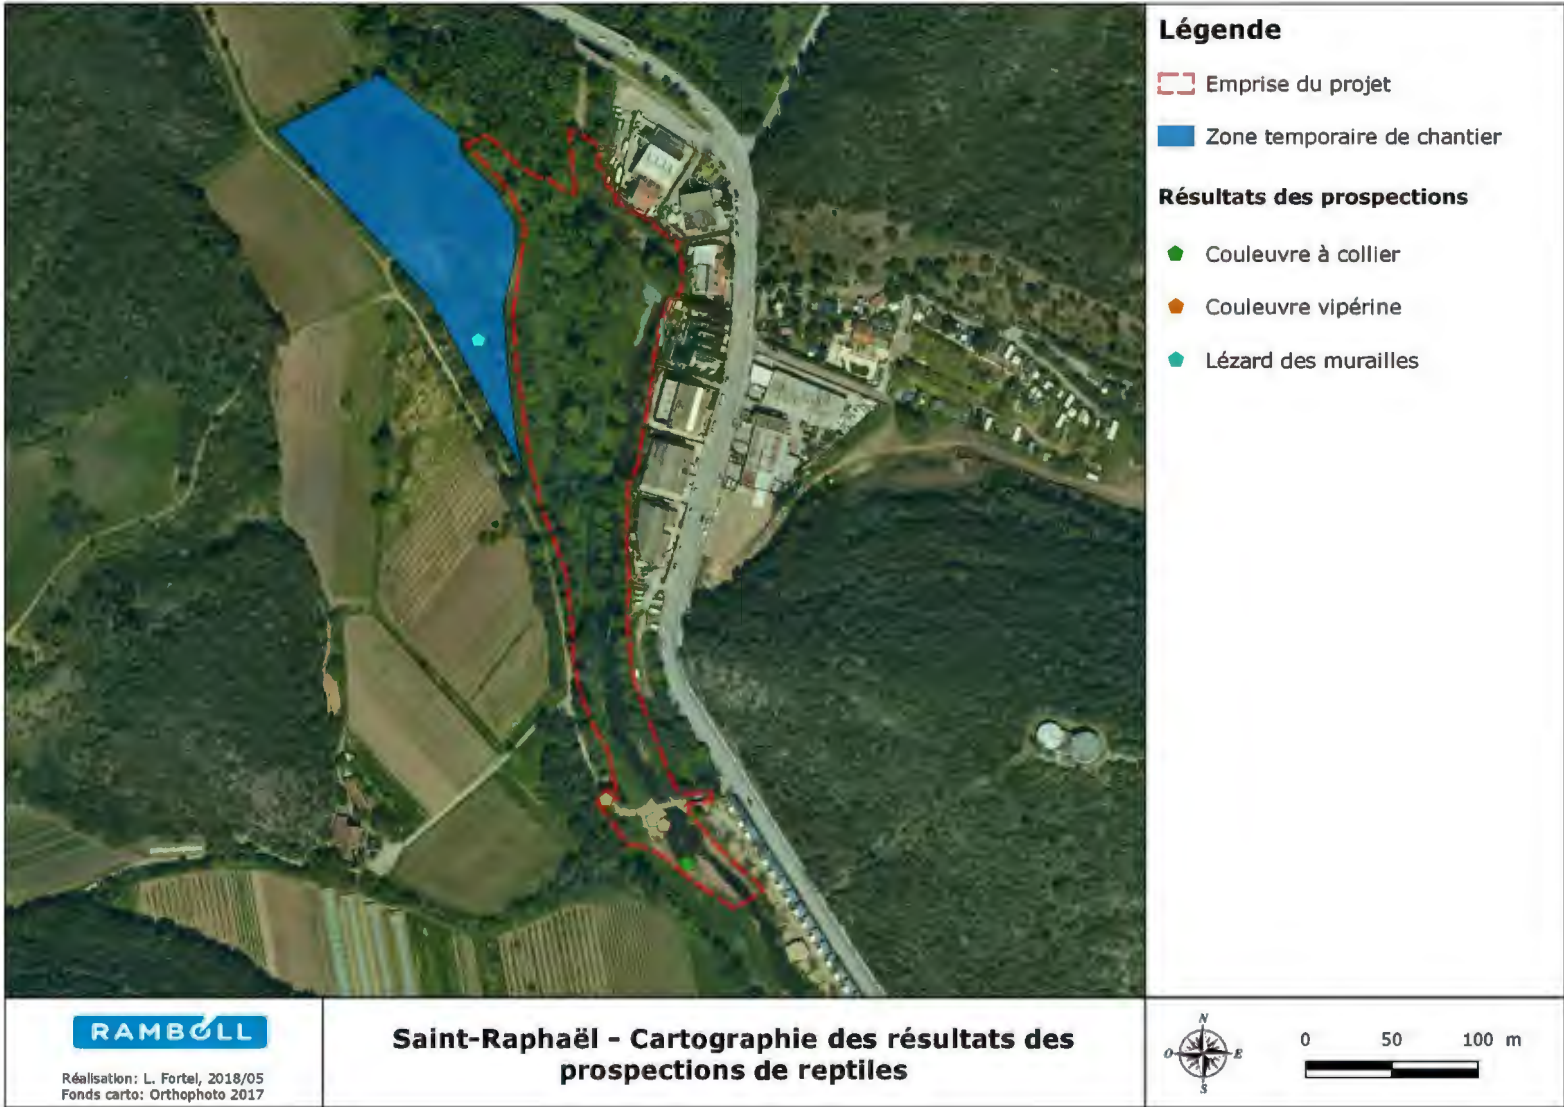 Légende
Emprise du projet
Zone temporaire de chantier
Résultats des prospections
Couleuvre à collier
Couleuvre vipérine
Lézard des murailles
RAMBOLL
Réalisation: L. Fortel, 2018/05
Fonds carto: Orthophoto 2017
Saint-Raphaël - Cartographie des résultats des
prospections de reptiles
N
O E
S
0 50 100 m